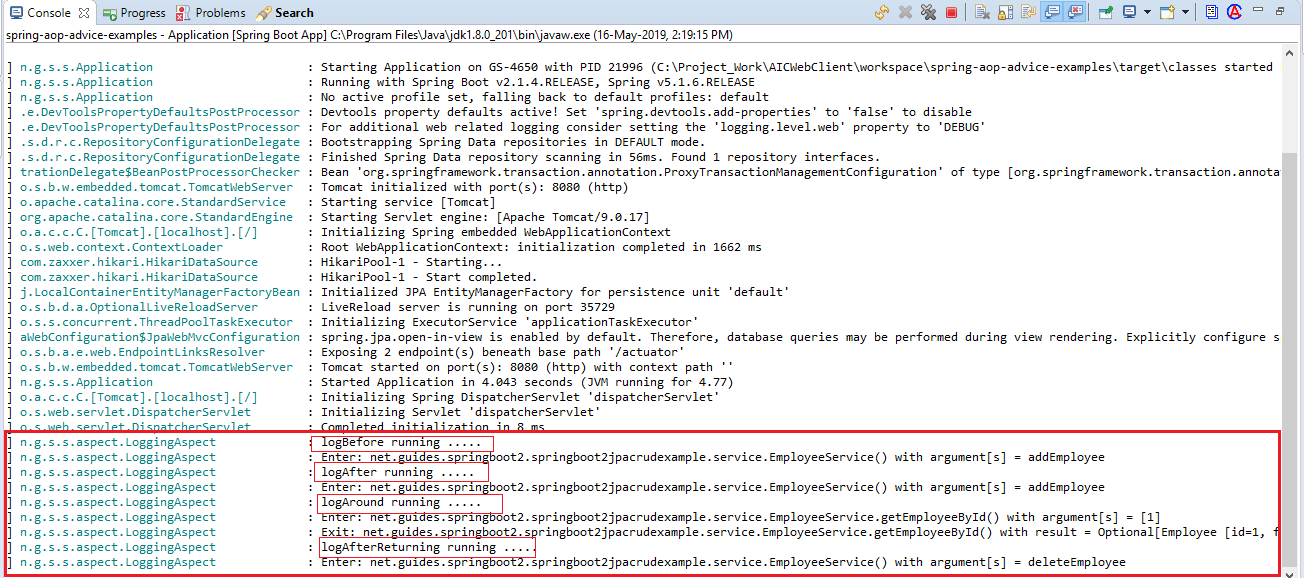 Console Progress Problems Search
spring-aop-advice-examples - Application [Spring Boot App] C:\Program Files\Java\jdk1.8.0_201\bin\javaw.exe (16-May-2019, 2:19:15 PM)
] n.g.s.s.Application : Starting Application on GS-4650 with PID 21996 (C:\Project_Work\AICWebClient\workspace\spring-aop-advice-examples\target\classes started
] n.g.s.s.Application : Running with Spring Boot v2.1.4.RELEASE, Spring v5.1.6.RELEASE
] n.g.s.s.Application : No active profile set, falling back to default profiles: default
] .e.DevToolsPropertyDefaultsPostProcessor : Devtools property defaults active! Set 'spring.devtools.add-properties' to 'false' to disable
] .e.DevToolsPropertyDefaultsPostProcessor : For additional web related logging consider setting the 'logging.level.web' property to 'DEBUG'
] .s.d.r.c.RepositoryConfigurationDelegate : Bootstrapping Spring Data repositories in DEFAULT mode.
] .s.d.r.c.RepositoryConfigurationDelegate : Finished Spring Data repository scanning in 56ms. Found 1 repository interfaces.
] trationDelegate$BeanPostProcessorChecker : Bean 'org.springframework.transaction.annotation.ProxyTransactionManagementConfiguration' of type [org.springframework.transaction.annota
] o.s.b.w.embedded.tomcat.TomcatWebServer : Tomcat initialized with port(s): 8080 (http)
] o.apache.catalina.core.StandardService : Starting service [Tomcat]
] org.apache.catalina.core.StandardEngine : Starting Servlet engine: [Apache Tomcat/9.0.17]
] o.a.c.c.C.[Tomcat].[localhost].[/] : Initializing Spring embedded WebApplicationContext
] o.s.web.context.ContextLoader : Root WebApplicationContext: initialization completed in 1662 ms
] com.zaxxer.hikari.HikariDataSource : HikariPool-1 - Starting...
] com.zaxxer.hikari.HikariDataSource : HikariPool-1 - Start completed.
] j.LocalContainerEntityManagerFactoryBean : Initialized JPA EntityManagerFactory for persistence unit 'default'
] o.s.b.d.a.OptionalLiveReloadServer : LiveReload server is running on port 35729
] o.s.s.concurrent.ThreadPoolTaskExecutor : Initializing ExecutorService 'applicationTaskExecutor'
] aWebConfiguration$JpaWebMvcConfiguration : spring.jpa.open-in-view is enabled by default. Therefore, database queries may be performed during view rendering. Explicitly configure s
] o.s.b.a.e.web.EndpointLinksResolver : Exposing 2 endpoint(s) beneath base path '/actuator'
] o.s.b.w.embedded.tomcat.TomcatWebServer : Tomcat started on port(s): 8080 (http) with context path ''
] n.g.s.s.Application : Started Application in 4.043 seconds (JVM running for 4.77)
] o.a.c.c.C.[Tomcat].[localhost].[/] : Initializing Spring DispatcherServlet 'dispatcherServlet'
] o.s.web.servlet.DispatcherServlet : Initializing Servlet 'dispatcherServlet'
] o.s.web.servlet.DispatcherServlet : Completed initialization in 8 ms
] n.g.s.s.aspect.LoggingAspect : logBefore running .....
] n.g.s.s.aspect.LoggingAspect : Enter: net.guides.springboot2.springboot2jpacrudexample.service.EmployeeService() with argument[s] = addEmployee
] n.g.s.s.aspect.LoggingAspect : logAfter running .....
] n.g.s.s.aspect.LoggingAspect : Enter: net.guides.springboot2.springboot2jpacrudexample.service.EmployeeService() with argument[s] = addEmployee
] n.g.s.s.aspect.LoggingAspect : logAround running .....
] n.g.s.s.aspect.LoggingAspect : Enter: net.guides.springboot2.springboot2jpacrudexample.service.EmployeeService.getEmployeeById() with argument[s] = [1]
] n.g.s.s.aspect.LoggingAspect : Exit: net.guides.springboot2.springboot2jpacrudexample.service.EmployeeService.getEmployeeById() with result = Optional[Employee [id=1, f
] n.g.s.s.aspect.LoggingAspect : logAfterReturning running .....
] n.g.s.s.aspect.LoggingAspect : Enter: net.guides.springboot2.springboot2jpacrudexample.service.EmployeeService() with argument[s] = deleteEmployee